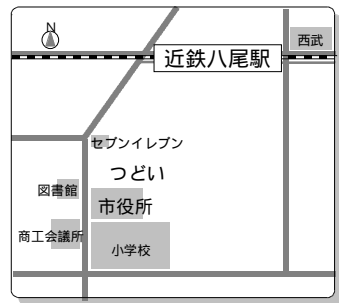 N
西武
近鉄八尾駅
セブンイレブン
つどい
図書館
市役所
商工会議所
小学校